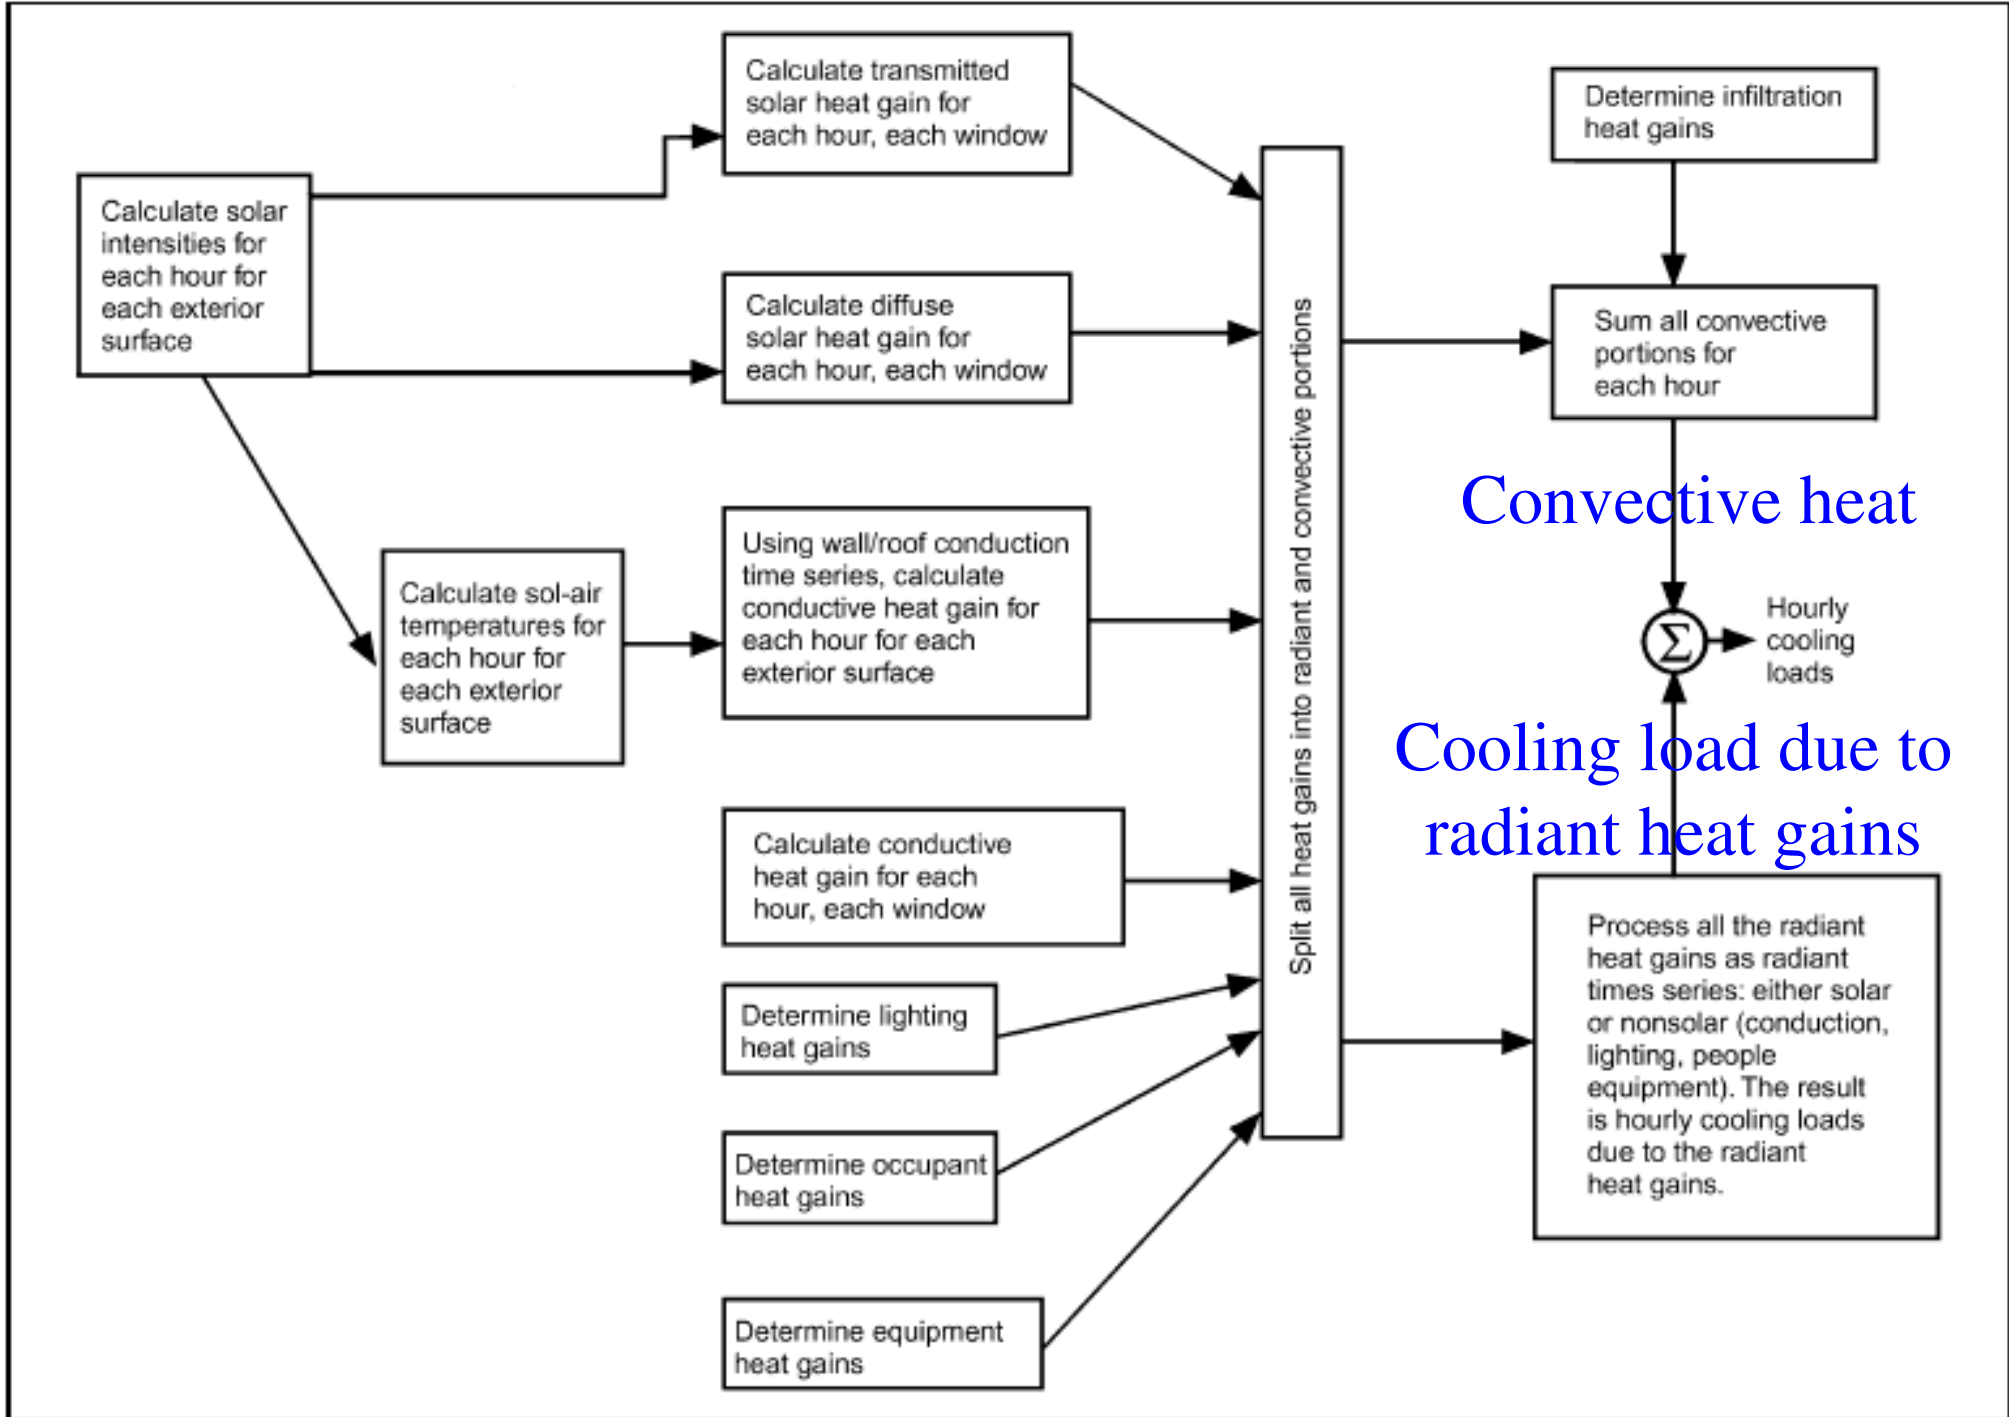 Calculate solar
intensities for
each hour for
each exterior
surface
Calculate transmitted
solar heat gain for
each hour, each window
Calculate diffuse
solar heat gain for
each hour, each window
Calculate sol-air
temperatures for
each hour for
each exterior
surface
Using wall/roof conduction
time series, calculate
conductive heat gain for
each hour for each
exterior surface
Calculate conductive
heat gain for each
hour, each window
Determine lighting
heat gains
Determine occupant
heat gains
Determine equipment
heat gains
Split all heat gains into radiant and convective portions
Determine infiltration
heat gains
Sum all convective
portions for
each hour
Convective heat
Σ
Hourly
cooling
loads
Cooling load due to
radiant heat gains
Process all the radiant
heat gains as radiant
times series: either solar
or nonsolar (conduction,
lighting, people
equipment). The result
is hourly cooling loads
due to the radiant
heat gains.